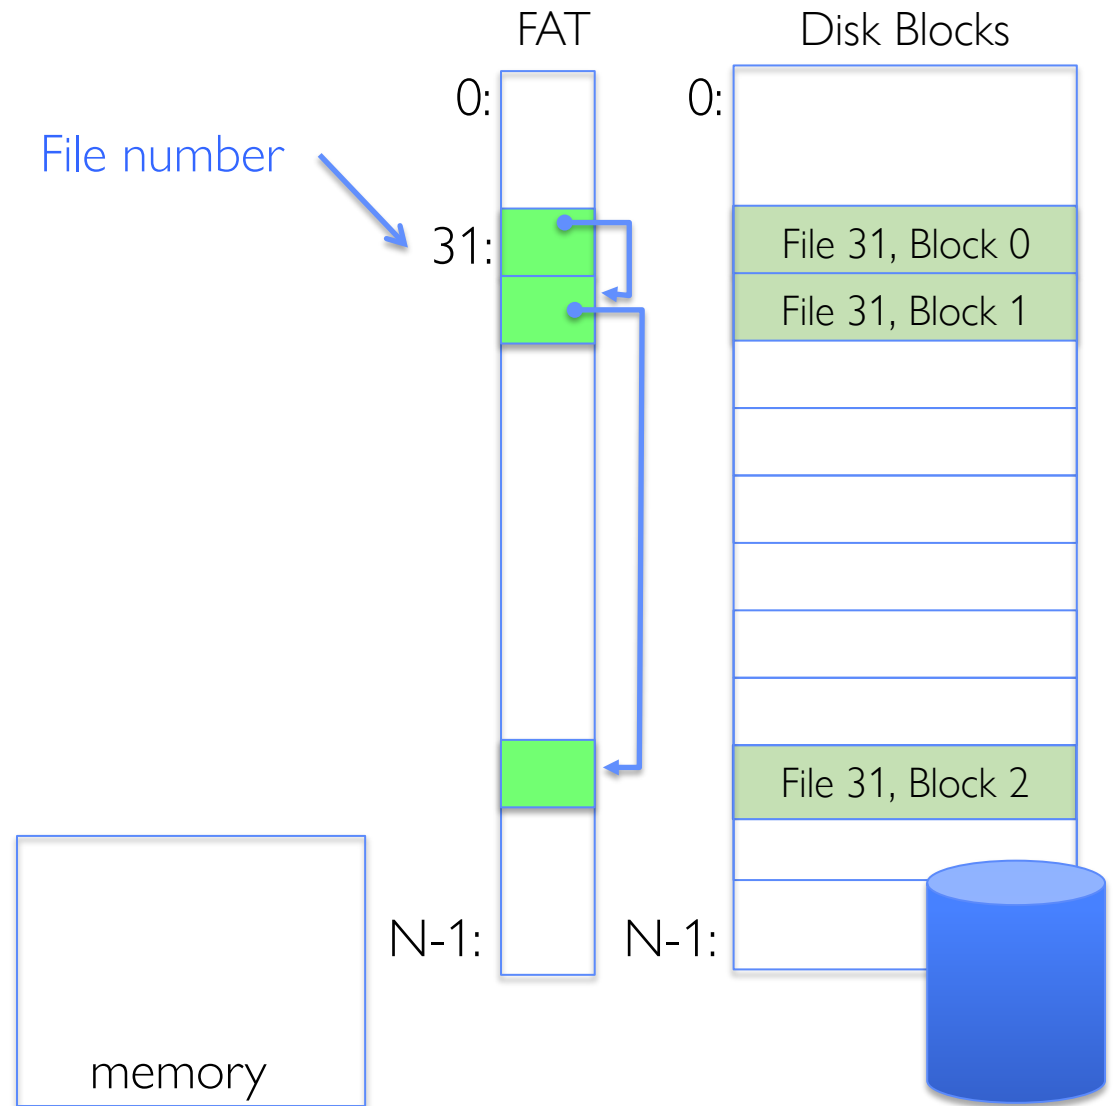 FAT
Disk Blocks
0:
0:
File number
31:
File 31, Block 0
File 31, Block 1
File 31, Block 2
N-1:
N-1:
memory